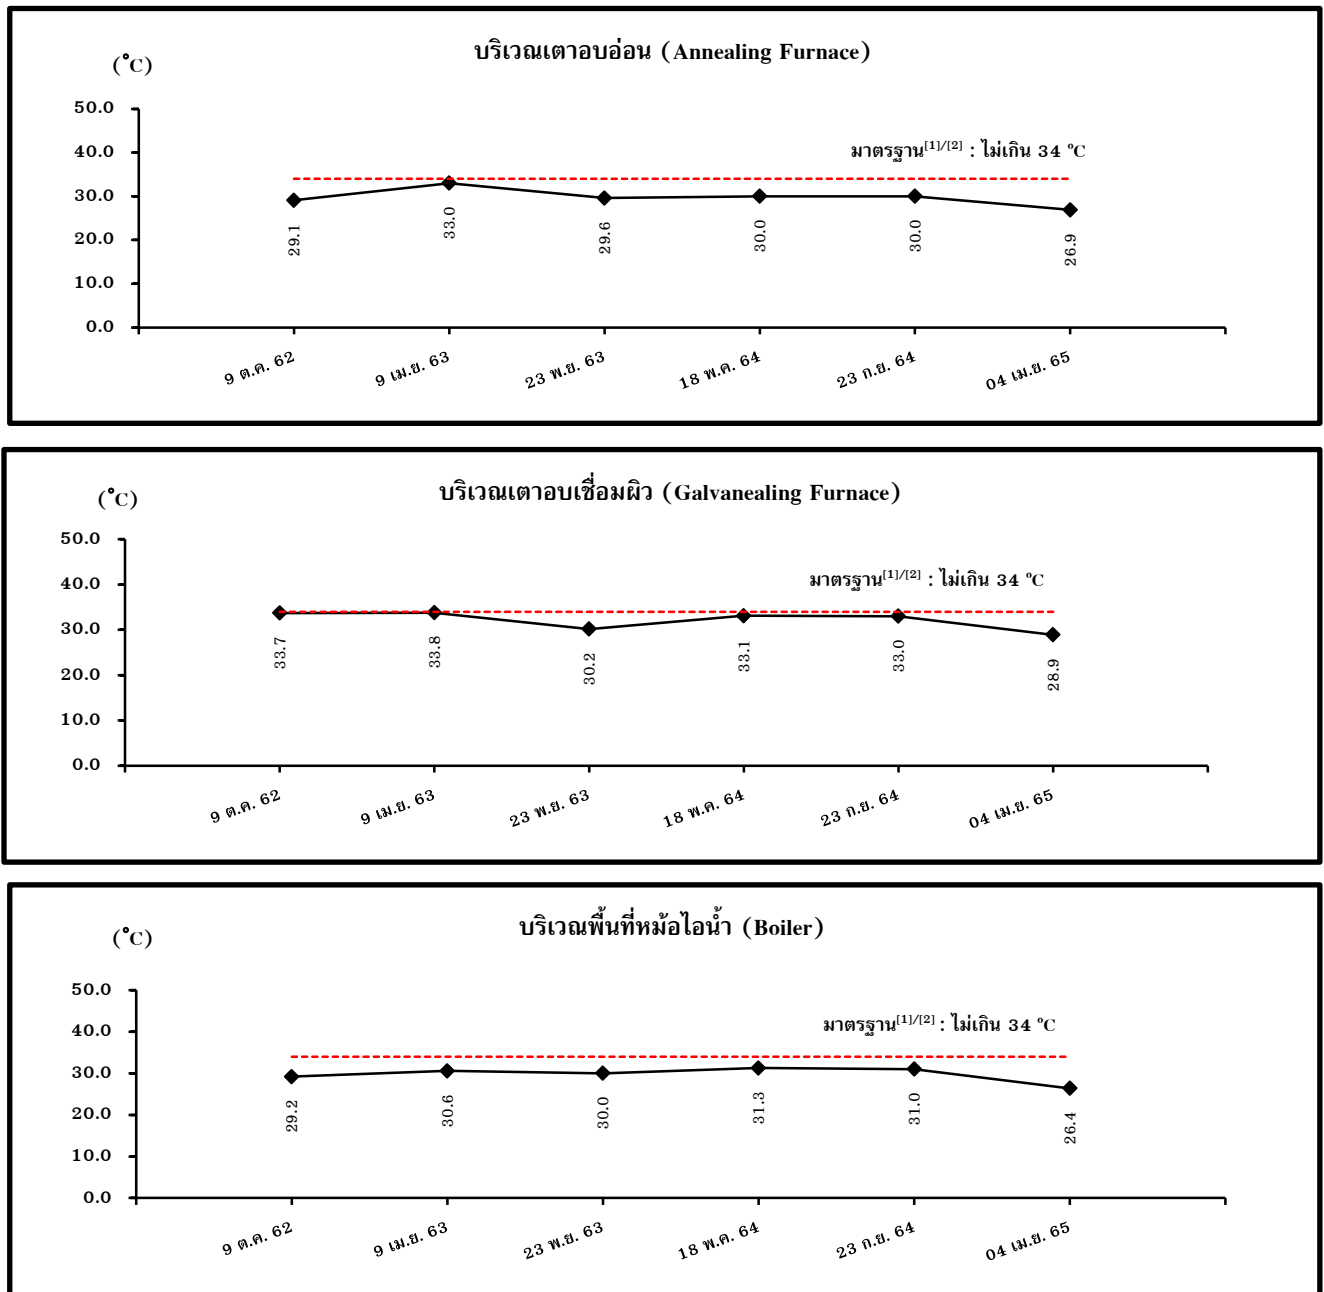 บริเวณเตาอบอ่อน (Annealing Furnace)
(°C)
50.0
40.0
30.0
20.0
10.0
0.0
มาตรฐาน[1]/[2] : ไม่เกิน 34 °C
29.1
33.0
29.6
30.0
30.0
26.9
9 ต.ค. 62
9 เม.ย. 63
23 พ.ย. 63
18 พ.ค. 64
23 ก.ย. 64
04 เม.ย. 65
บริเวณเตาอบเชื่อมผิว (Galvanealing Furnace)
(°C)
50.0
40.0
30.0
20.0
10.0
0.0
มาตรฐาน[1]/[2] : ไม่เกิน 34 °C
33.7
33.8
30.2
33.1
33.0
28.9
9 ต.ค. 62
9 เม.ย. 63
23 พ.ย. 63
18 พ.ค. 64
23 ก.ย. 64
04 เม.ย. 65
บริเวณพื้นที่หม้อไอน้ำ (Boiler)
(°C)
50.0
40.0
30.0
20.0
10.0
0.0
มาตรฐาน[1]/[2] : ไม่เกิน 34 °C
29.2
30.6
30.0
31.3
31.0
26.4
9 ต.ค. 62
9 เม.ย. 63
23 พ.ย. 63
18 พ.ค. 64
23 ก.ย. 64
04 เม.ย. 65